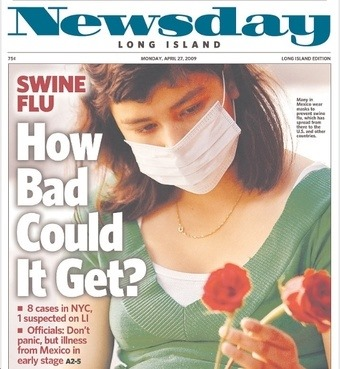 Newsday
LONG ISLAND
75¢ MONDAY, APRIL 27, 2009 LONG ISLAND EDITION
SWINE
FLU
How
Bad
Could
It Get?
■ 8 cases in NYC,
1 suspected on LI
■ Officials: Don't
panic, but illness
from Mexico in
early stage A2-5
Many in
Mexico wear
masks to
prevent swine
flu, which has
spread from
there to the
U.S. and other
countries.